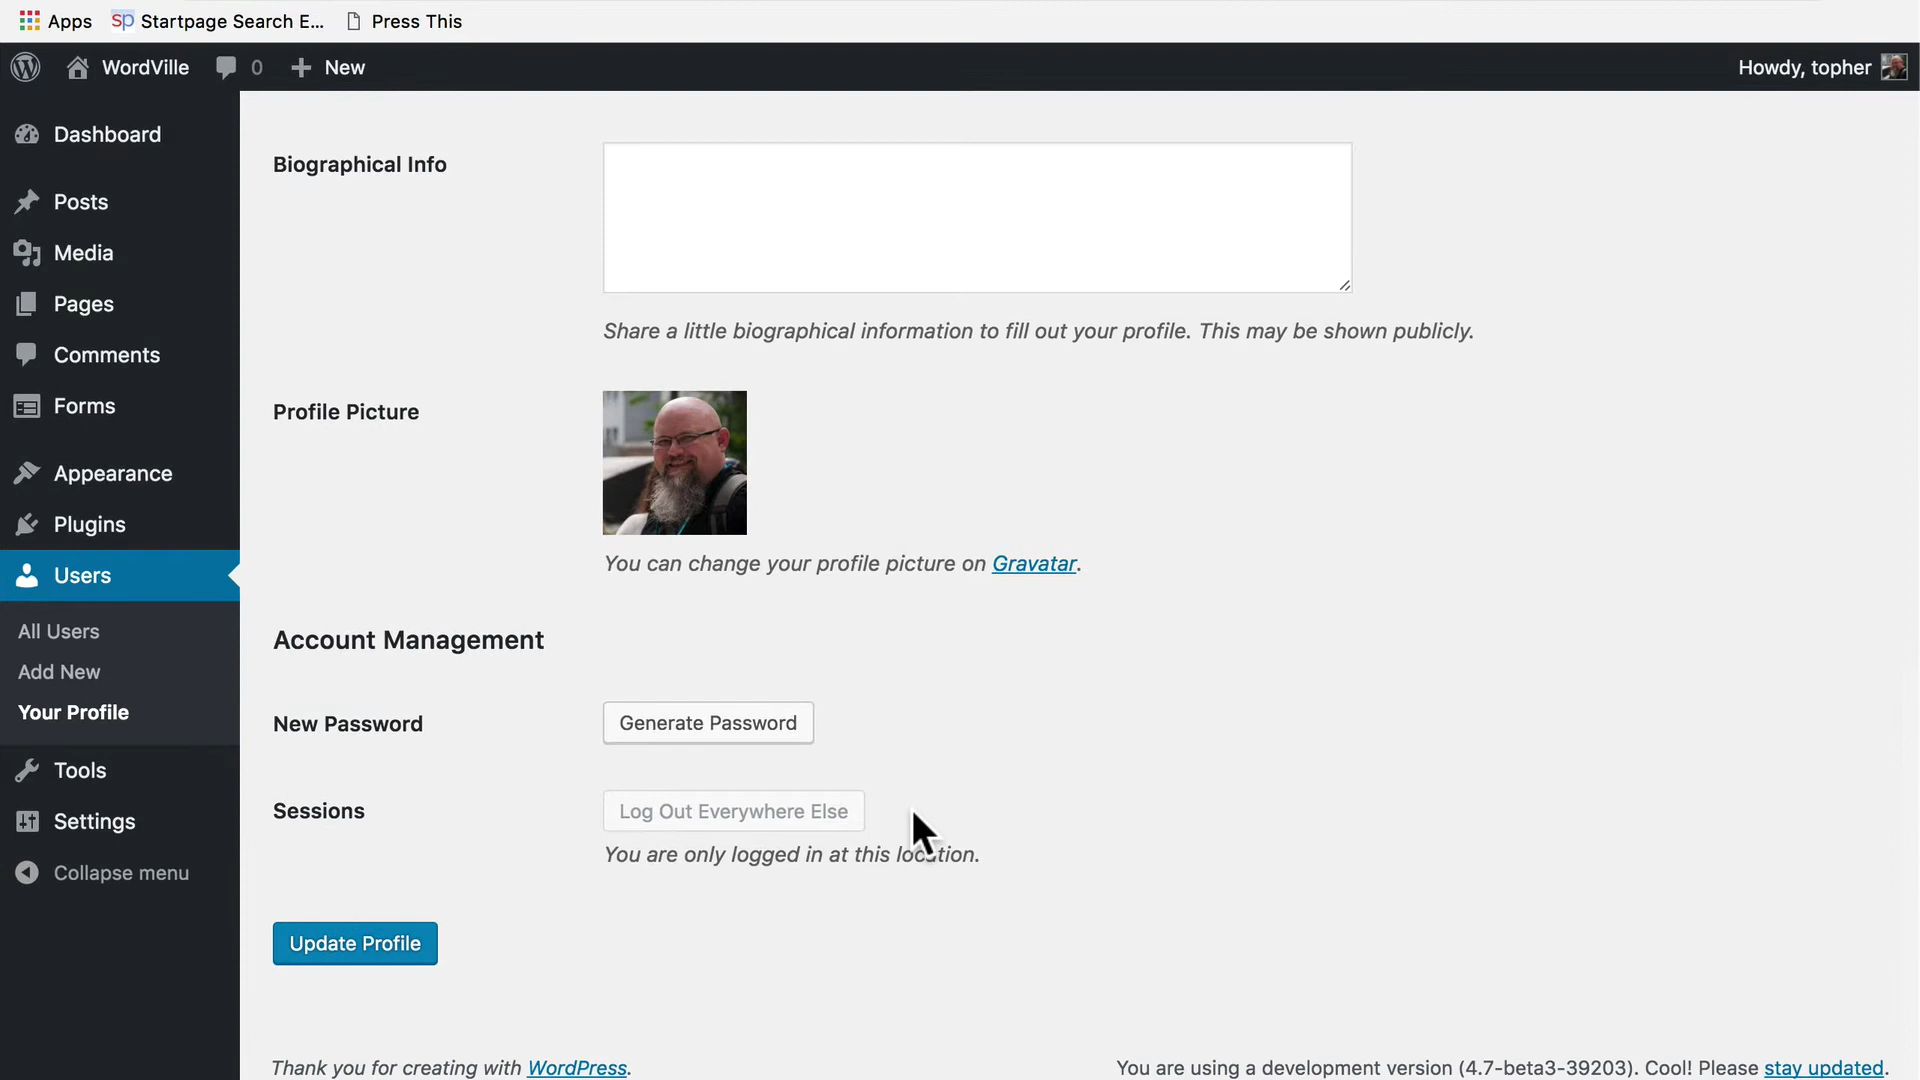 Apps
Startpage Search E...
Press This
WordVille
0
New
Howdy, topher
Dashboard
Posts
Media
Pages
Comments
Forms
Appearance
Plugins
Users
All Users
Add New
Your Profile
Tools
Settings
Collapse menu
Biographical Info
Share a little biographical information to fill out your profile. This may be shown publicly.
Profile Picture
You can change your profile picture on Gravatar.
Account Management
New Password
Generate Password
Sessions
Log Out Everywhere Else
You are only logged in at this location.
Update Profile
Thank you for creating with WordPress.
You are using a development version (4.7-beta3-39203). Cool! Please stay updated.